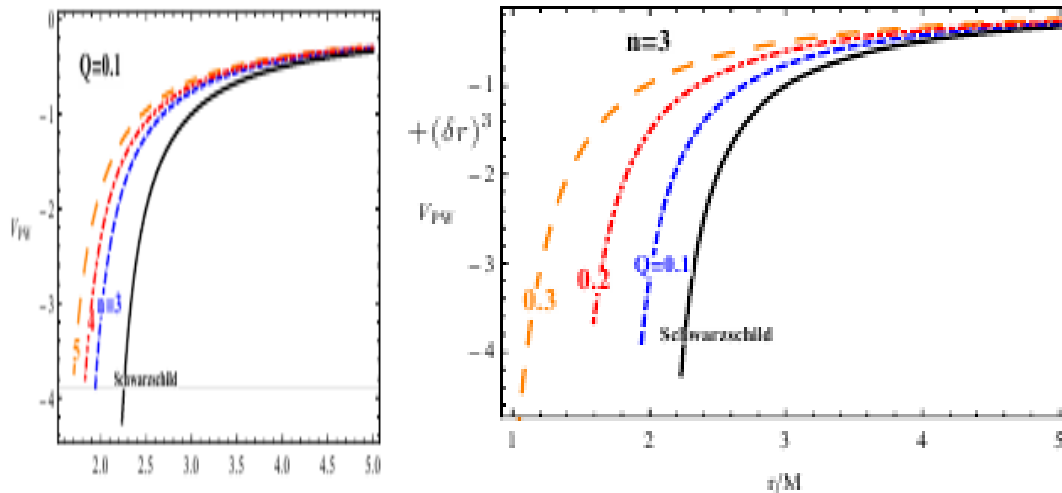 0
Q=0.1
-1
-2
V_PW
n=3
4
5
-3
Schwarzschild
-4
2.0 2.5 3.0 3.5 4.0 4.5 5.0
n=3
-1
+(δr)³
-2
V_PW
-3
Q=0.1
0.2
0.3
Schwarzschild
-4
1 2 3 4 5
r/M